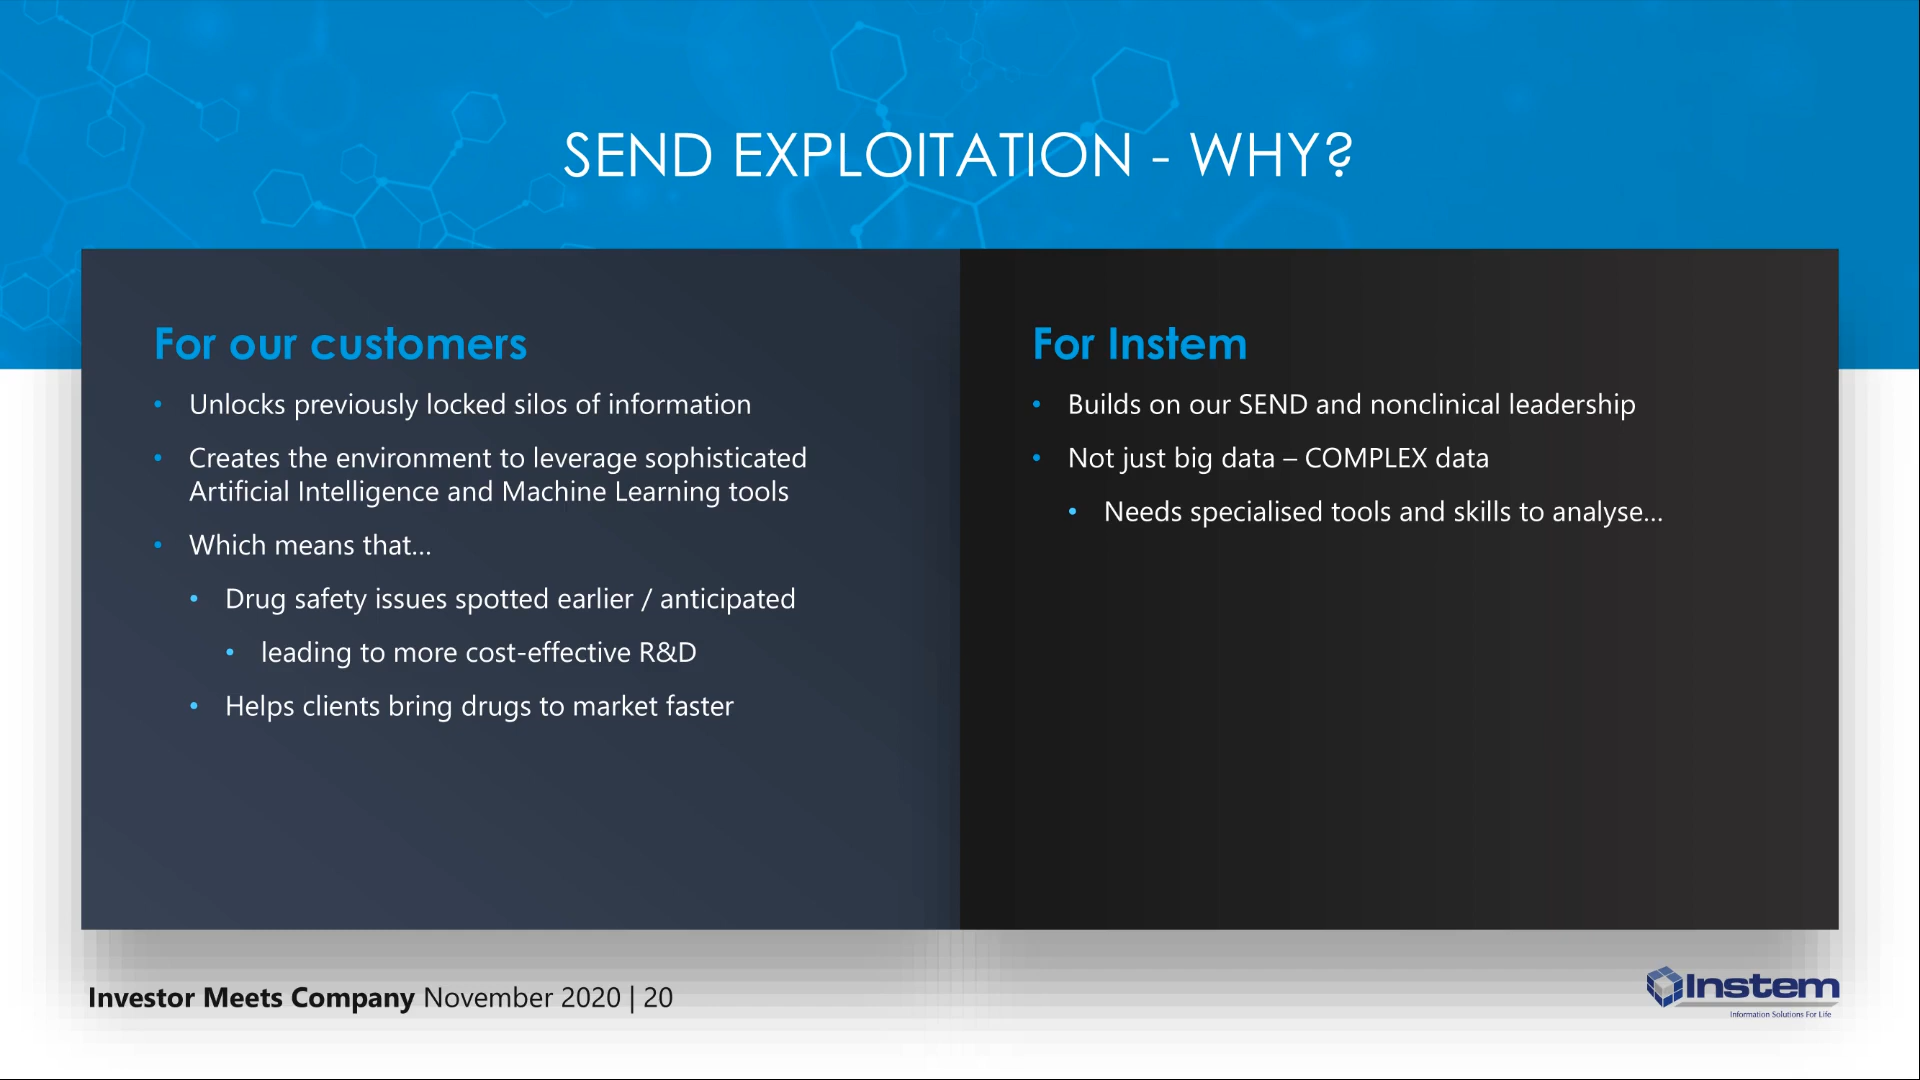 SEND EXPLOITATION - WHY?
For our customers
• Unlocks previously locked silos of information
• Creates the environment to leverage sophisticated
Artificial Intelligence and Machine Learning tools
• Which means that...
• Drug safety issues spotted earlier / anticipated
• leading to more cost-effective R&D
• Helps clients bring drugs to market faster
For Instem
• Builds on our SEND and nonclinical leadership
• Not just big data – COMPLEX data
• Needs specialised tools and skills to analyse...
Investor Meets Company November 2020 | 20
Instem
Information Solutions For Life